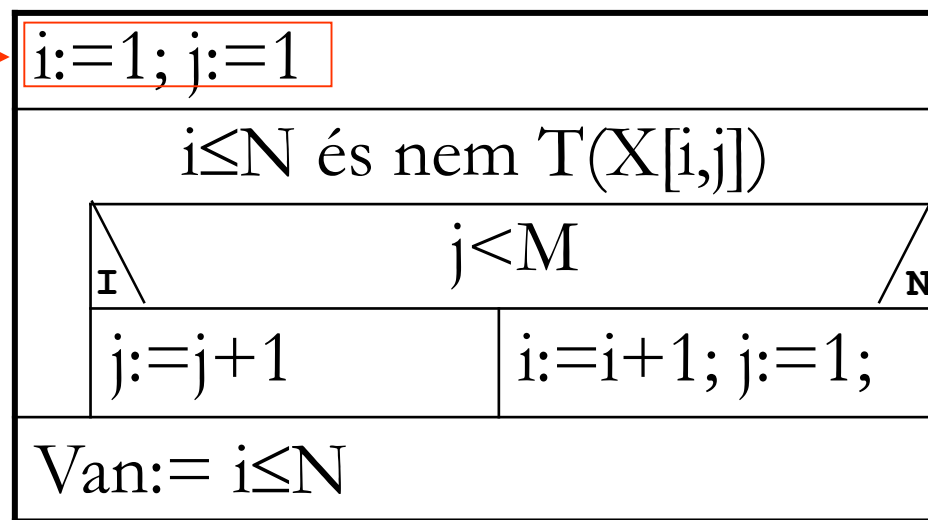 i:=1; j:=1
i≤N és nem T(X[i,j])
j<M
I N
j:=j+1 i:=i+1; j:=1;
Van:= i≤N